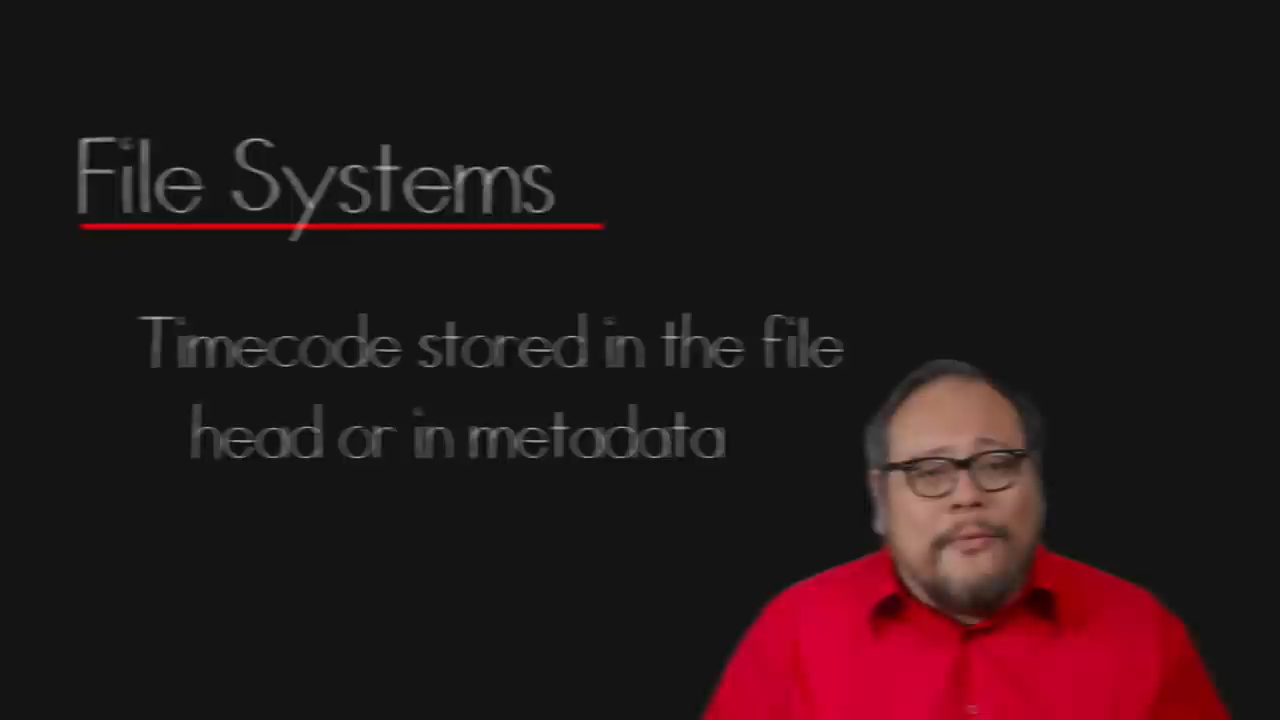 File Systems
Timecode stored in the file
head or in metadata